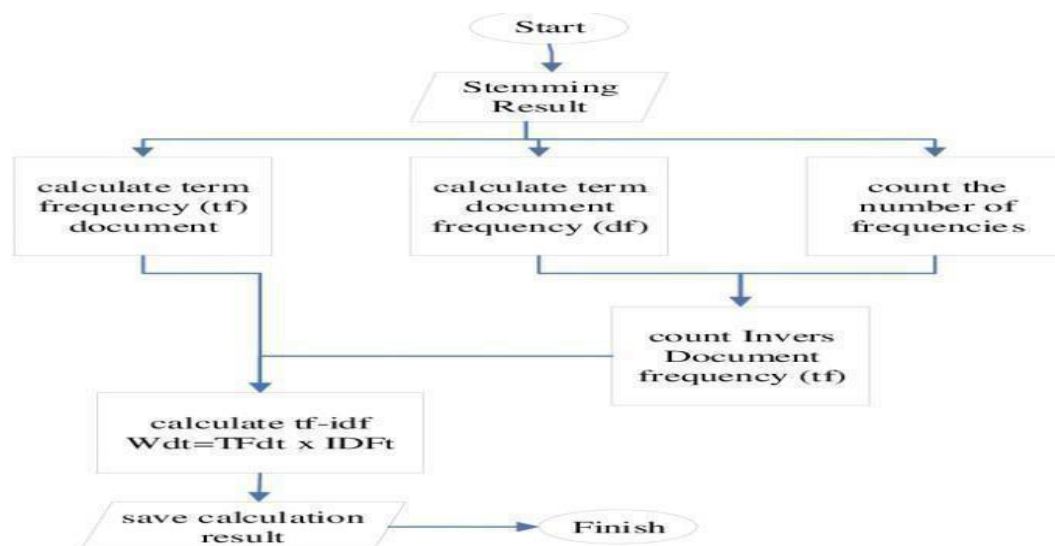 Start
Stemming
Result
calculate term
frequency (tf)
document
calculate term
document
frequency (df)
count the
number of
frequencies
count Invers
Document
frequency (tf)
calculate tf-idf
Wdt=TFdt x IDFt
save calculation
result
Finish